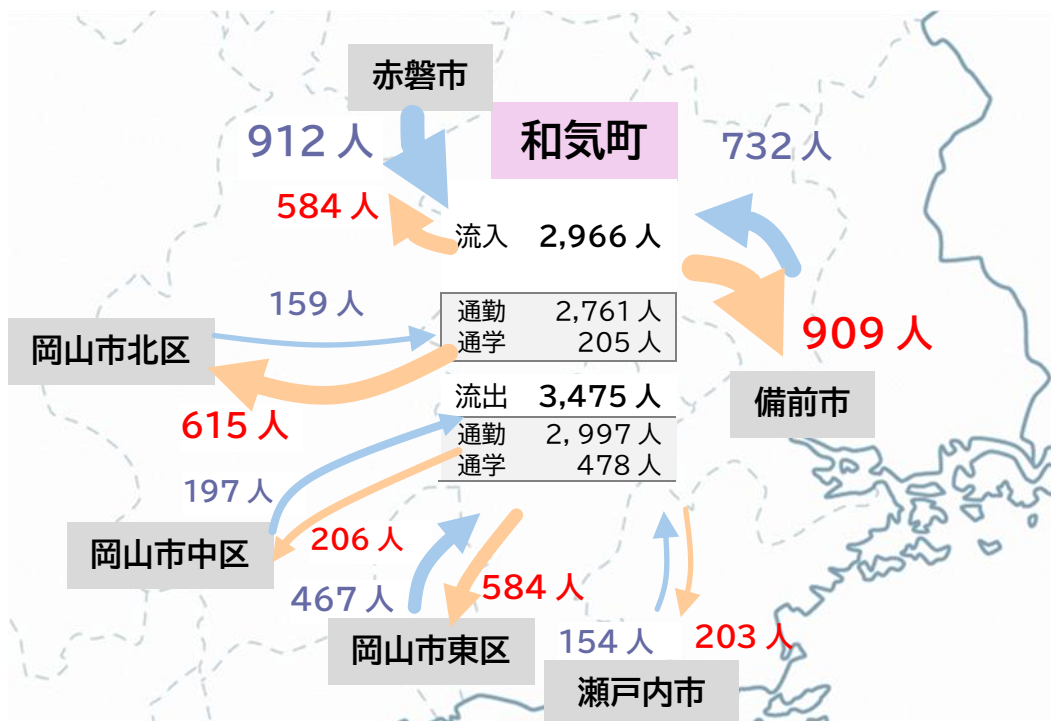 赤磐市
和気町
912 人
732 人
584 人
流入 2,966 人
159 人
通勤 2,761 人
通学 205 人
岡山市北区
909 人
615 人
流出 3,475 人
備前市
通勤 2,997 人
通学 478 人
197 人
岡山市中区
206 人
467 人
584 人
岡山市東区
154 人
203 人
瀬戸内市